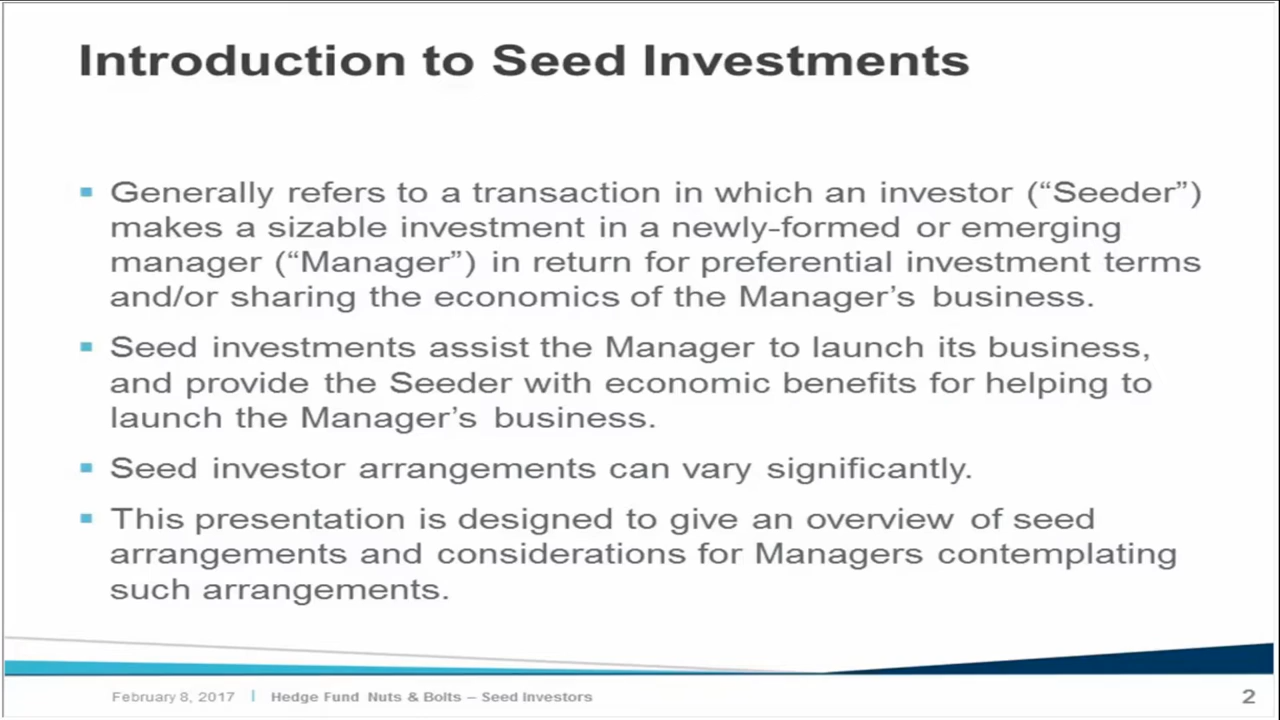 Introduction to Seed Investments
▪ Generally refers to a transaction in which an investor (“Seeder”)
makes a sizable investment in a newly-formed or emerging
manager (“Manager”) in return for preferential investment terms
and/or sharing the economics of the Manager’s business.
▪ Seed investments assist the Manager to launch its business,
and provide the Seeder with economic benefits for helping to
launch the Manager’s business.
▪ Seed investor arrangements can vary significantly.
▪ This presentation is designed to give an overview of seed
arrangements and considerations for Managers contemplating
such arrangements.
February 8, 2017 | Hedge Fund Nuts & Bolts – Seed Investors 2